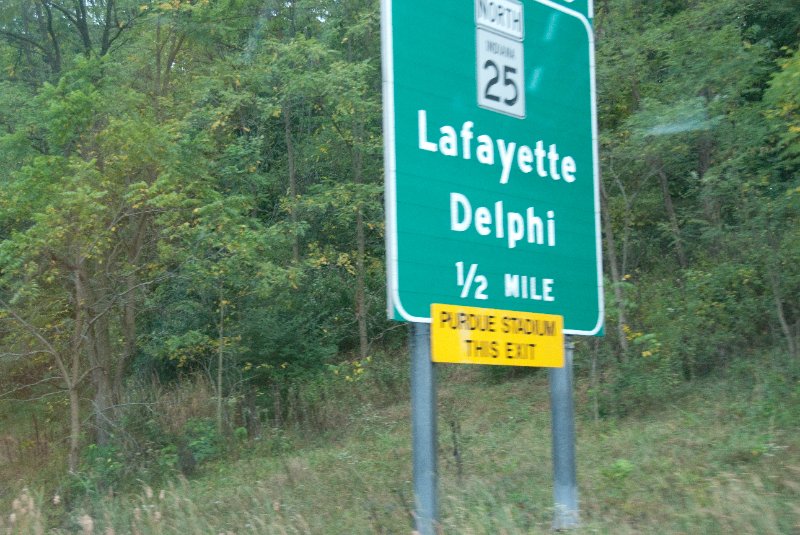 NORTH
INDIANA
25
Lafayette
Delphi
1/2 MILE
PURDUE STADIUM
THIS EXIT